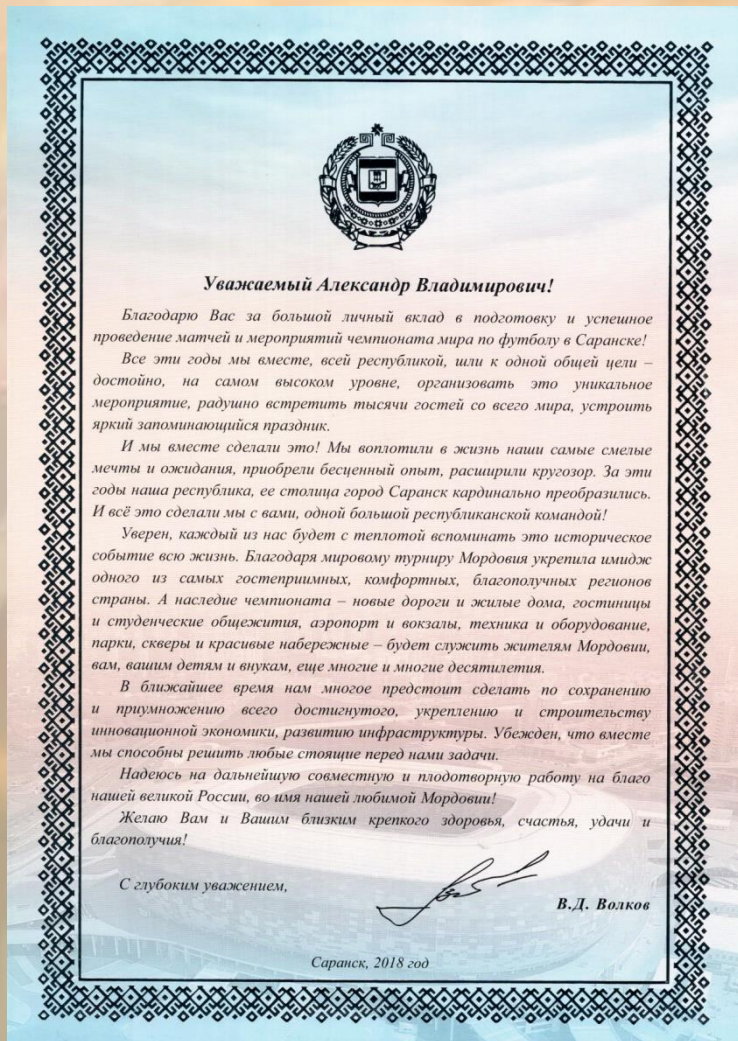 Уважаемый Александр Владимирович!
Благодарю Вас за большой личный вклад в подготовку и успешное
проведение матчей и мероприятий чемпионата мира по футболу в Саранске!
Все эти годы мы вместе, всей республикой, шли к одной общей цели –
достойно, на самом высоком уровне, организовать это уникальное
мероприятие, радушно встретить тысячи гостей со всего мира, устроить
яркий запоминающийся праздник.
И мы вместе сделали это! Мы воплотили в жизнь наши самые смелые
мечты и ожидания, приобрели бесценный опыт, расширили кругозор. За эти
годы наша республика, ее столица город Саранск кардинально преобразились.
И всё это сделали мы с вами, одной большой республиканской командой!
Уверен, каждый из нас будет с теплотой вспоминать это историческое
событие всю жизнь. Благодаря мировому турниру Мордовия укрепила имидж
одного из самых гостеприимных, комфортных, благополучных регионов
страны. А наследие чемпионата – новые дороги и жилые дома, гостиницы
и студенческие общежития, аэропорт и вокзалы, техника и оборудование,
парки, скверы и красивые набережные – будет служить жителям Мордовии,
вам, вашим детям и внукам, еще многие и многие десятилетия.
В ближайшее время нам многое предстоит сделать по сохранению
и приумножению всего достигнутого, укреплению и строительству
инновационной экономики, развитию инфраструктуры. Убежден, что вместе
мы способны решить любые стоящие перед нами задачи.
Надеюсь на дальнейшую совместную и плодотворную работу на благо
нашей великой России, во имя нашей любимой Мордовии!
Желаю Вам и Вашим близким крепкого здоровья, счастья, удачи и
благополучия!
С глубоким уважением,
В.Д. Волков
Саранск, 2018 год